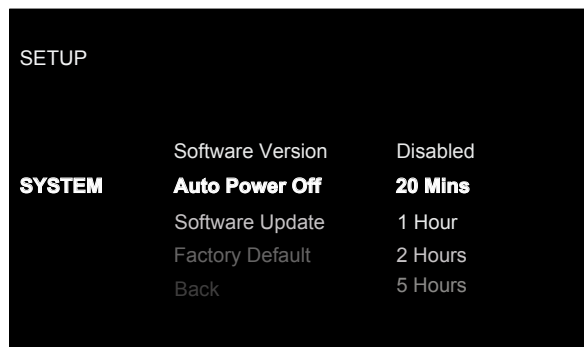 SETUP
Software Version Disabled
SYSTEM Auto Power Off 20 Mins
Software Update 1 Hour
Factory Default 2 Hours
Back 5 Hours